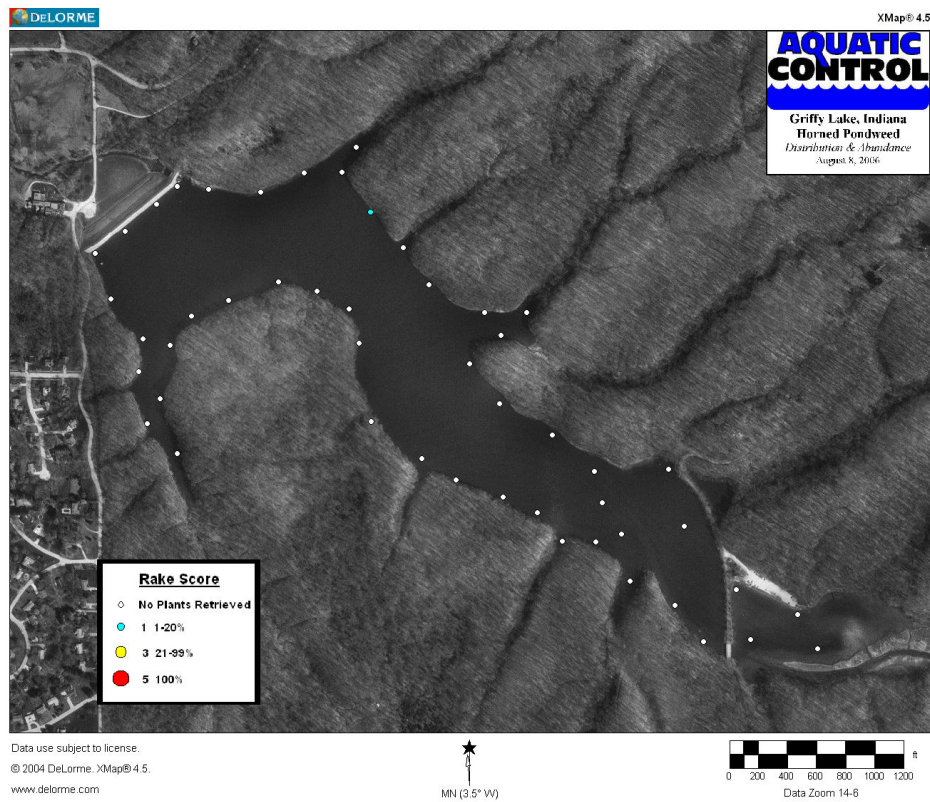 DELORME
XMap® 4.5
AQUATIC
CONTROL
Griffy Lake, Indiana
Horned Pondweed
Distribution & Abundance
August 8, 2006
Rake Score
No Plants Retrieved
1 1-20%
3 21-99%
5 100%
Data use subject to license.
© 2004 DeLorme. XMap® 4.5.
www.delorme.com
MN (3.5° W)
ft
0 200 400 600 800 1000 1200
Data Zoom 14-6